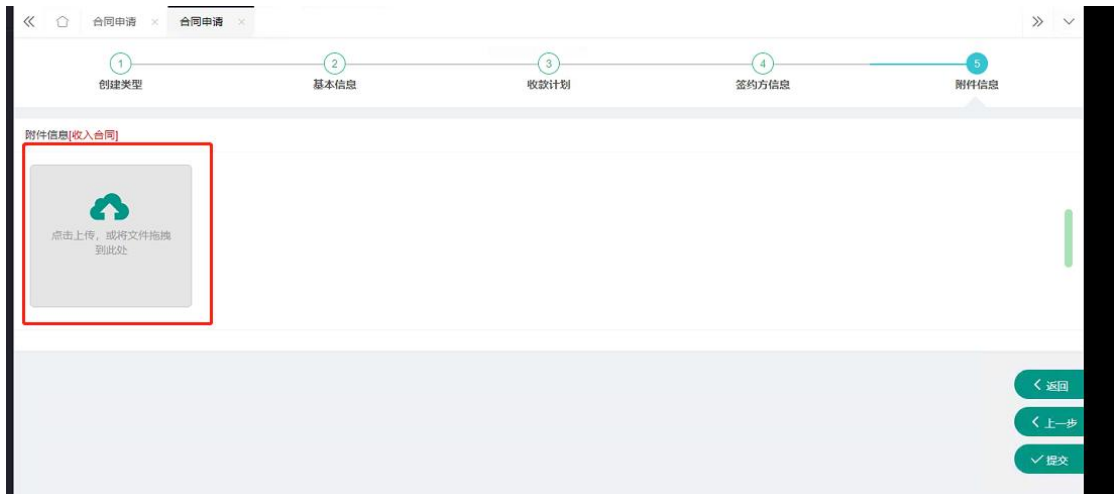 合同申请 合同申请
1 2 3 4 5
创建类型 基本信息 收款计划 签约方信息 附件信息
附件信息[收入合同]
点击上传，或将文件拖拽
到此处
返回
上一步
提交